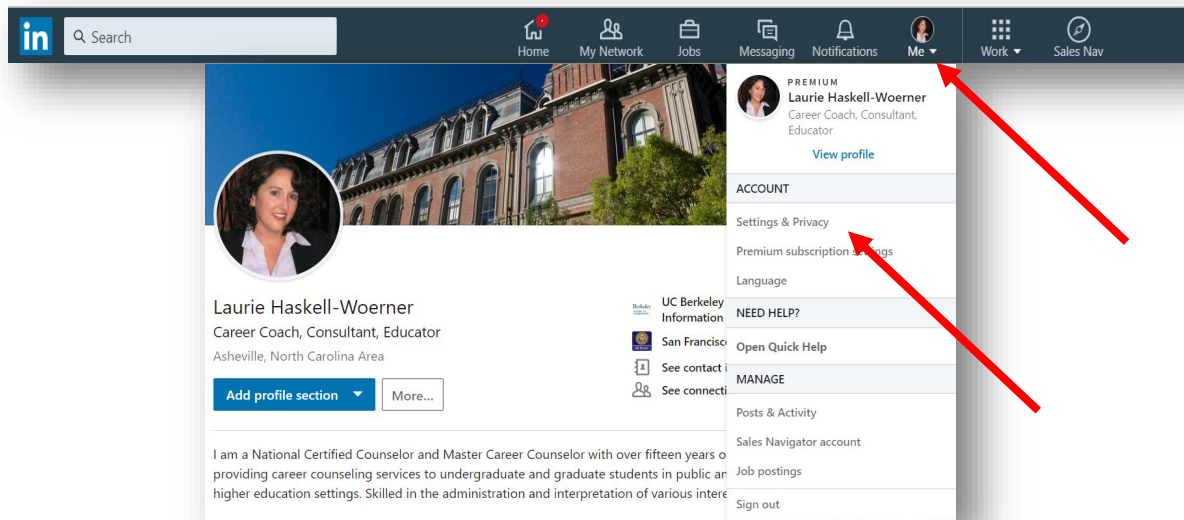 in
Search
Home
My Network
Jobs
Messaging
Notifications
Me
Work
Sales Nav
PREMIUM
Laurie Haskell-Woerner
Career Coach, Consultant,
Educator
View profile
ACCOUNT
Settings & Privacy
Premium subscription settings
Language
NEED HELP?
Open Quick Help
MANAGE
Posts & Activity
Sales Navigator account
Job postings
Sign out
Laurie Haskell-Woerner
Career Coach, Consultant, Educator
Asheville, North Carolina Area
Add profile section
More...
Berkeley
UC Berkeley
Information
San Francisc
See contact i
See connecti
I am a National Certified Counselor and Master Career Counselor with over fifteen years o
providing career counseling services to undergraduate and graduate students in public an
higher education settings. Skilled in the administration and interpretation of various intere